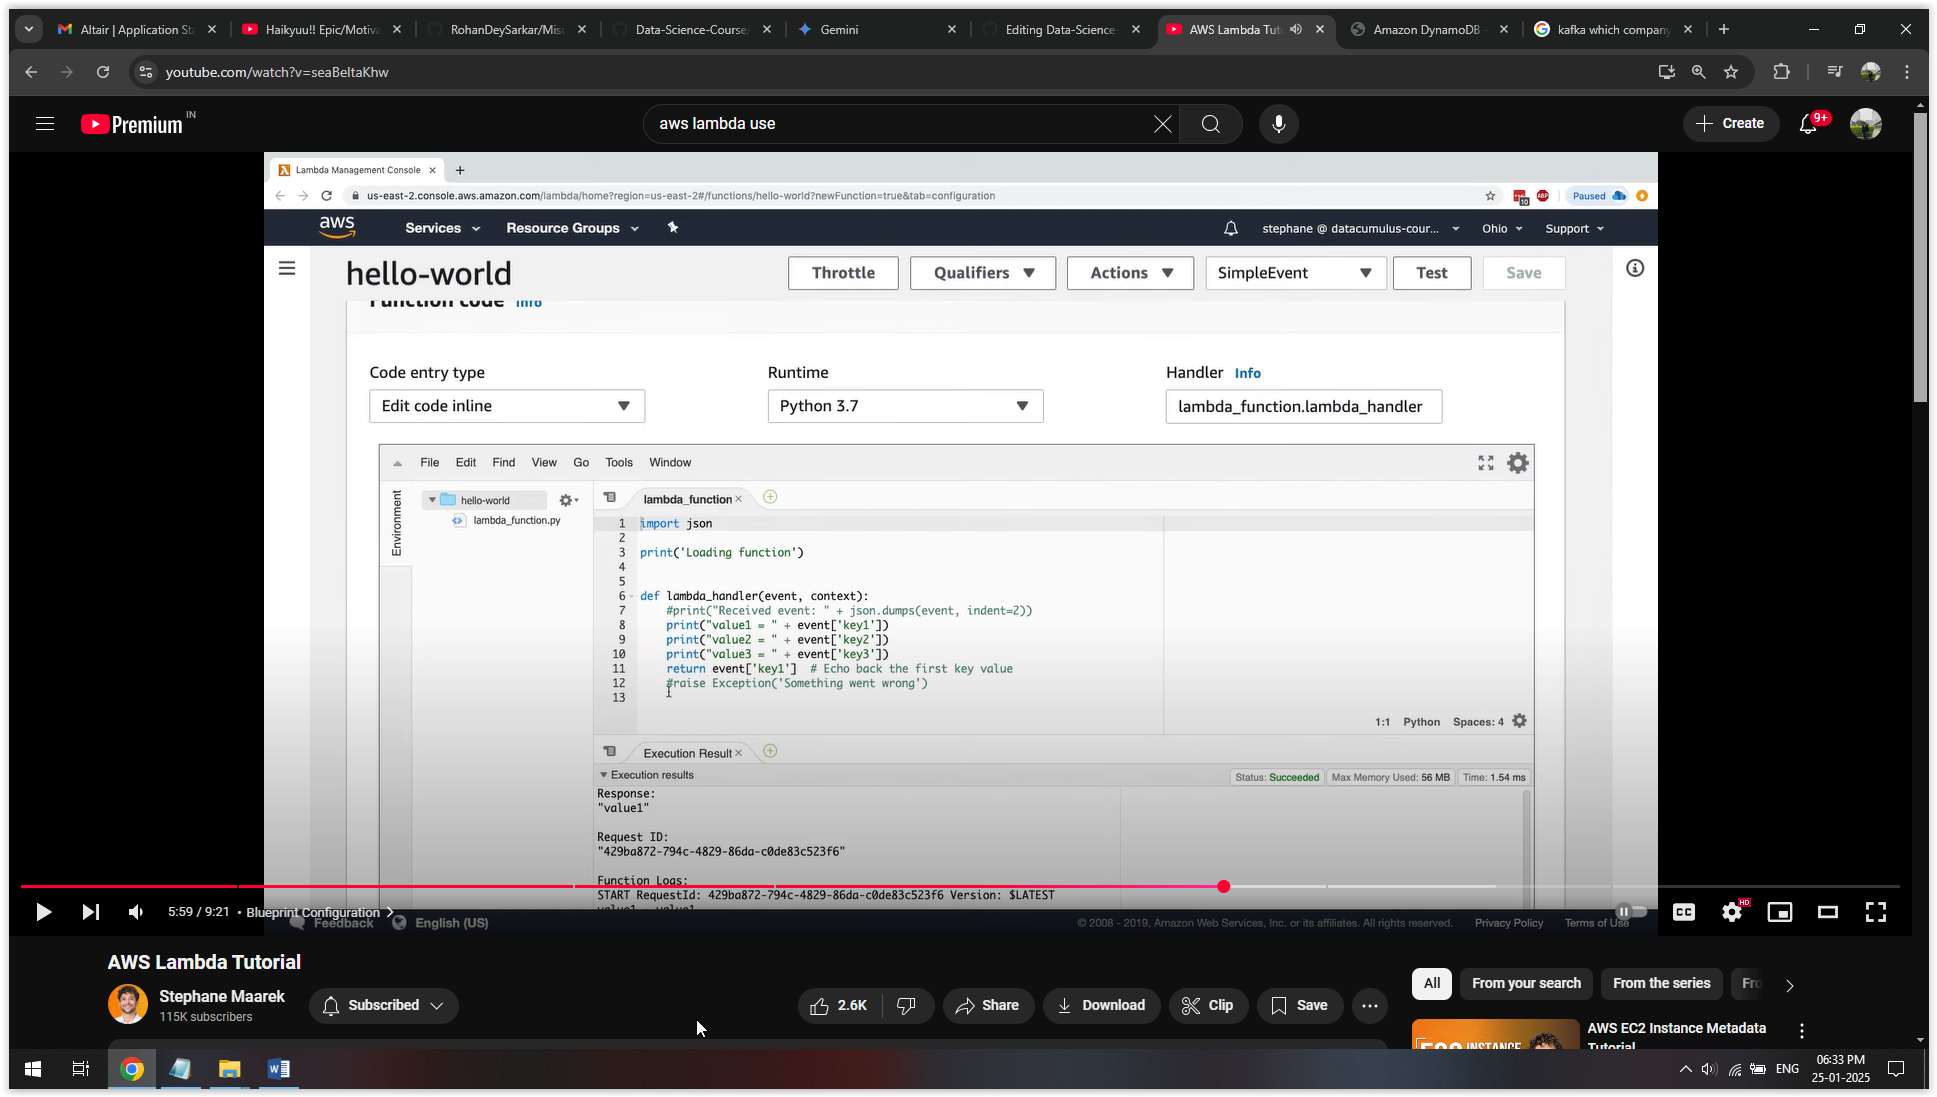 Altair | Application St
Haikyuu!! Epic/Motiva
RohanDeySarkar/Misc
Data-Science-Course/
Gemini
Editing Data-Science-
AWS Lambda Tut
Amazon DynamoDB -
kafka which company
youtube.com/watch?v=seaBeltaKhw
Premium IN
aws lambda use
Create
9+
Lambda Management Console
us-east-2.console.aws.amazon.com/lambda/home?region=us-east-2#/functions/hello-world?newFunction=true&tab=configuration
10 ABP Paused
aws Services Resource Groups stephane @ datacumulus-cour... Ohio Support
hello-world Throttle Qualifiers Actions SimpleEvent Test Save
Function code Info
Code entry type Runtime Handler Info
Edit code inline Python 3.7 lambda_function.lambda_handler
File Edit Find View Go Tools Window
Environment
hello-world
lambda_function.py
lambda_function
1 import json
2
3 print('Loading function')
4
5
6 def lambda_handler(event, context):
7 #print("Received event: " + json.dumps(event, indent=2))
8 print("value1 = " + event['key1'])
9 print("value2 = " + event['key2'])
10 print("value3 = " + event['key3'])
11 return event['key1'] # Echo back the first key value
12 #raise Exception('Something went wrong')
13
1:1 Python Spaces: 4
Execution Result
Execution results Status: Succeeded Max Memory Used: 56 MB Time: 1.54 ms
Response:
"value1"
Request ID:
"429ba872-794c-4829-86da-c0de83c523f6"
Function Logs:
START RequestId: 429ba872-794c-4829-86da-c0de83c523f6 Version: $LATEST
value1 = value1
5:59 / 9:21 • Blueprint Configuration
CC HD
Feedback English (US) © 2008 - 2019, Amazon Web Services, Inc. or its affiliates. All rights reserved. Privacy Policy Terms of Use
AWS Lambda Tutorial
Stephane Maarek
115K subscribers
Subscribed
2.6K Share Download Clip Save
All From your search From the series Fro
AWS EC2 Instance Metadata
Tutorial
INSTANCE
06:33 PM
ENG
25-01-2025